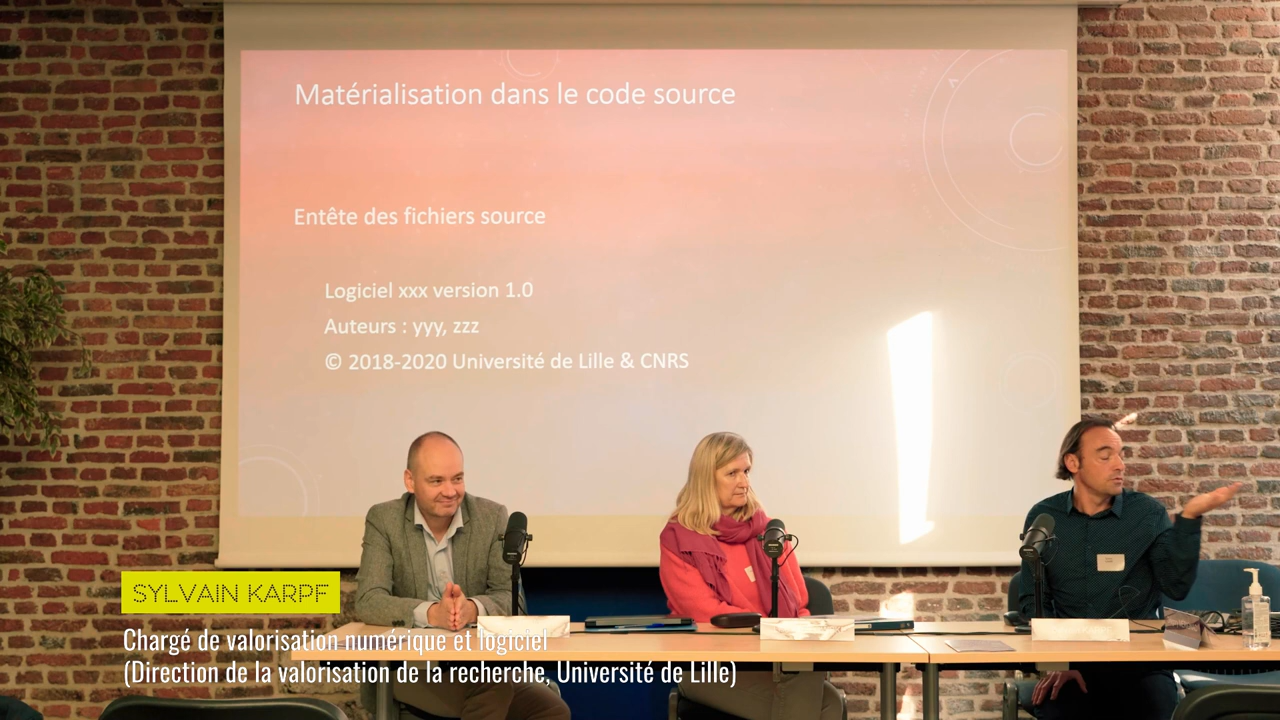 Matérialisation dans le code source
Entête des fichiers source
Logiciel xxx version 1.0
Auteurs : yyy, zzz
© 2018-2020 Université de Lille & CNRS
SYLVAIN KARPF
Chargé de valorisation numérique et logiciel
(Direction de la valorisation de la recherche, Université de Lille)